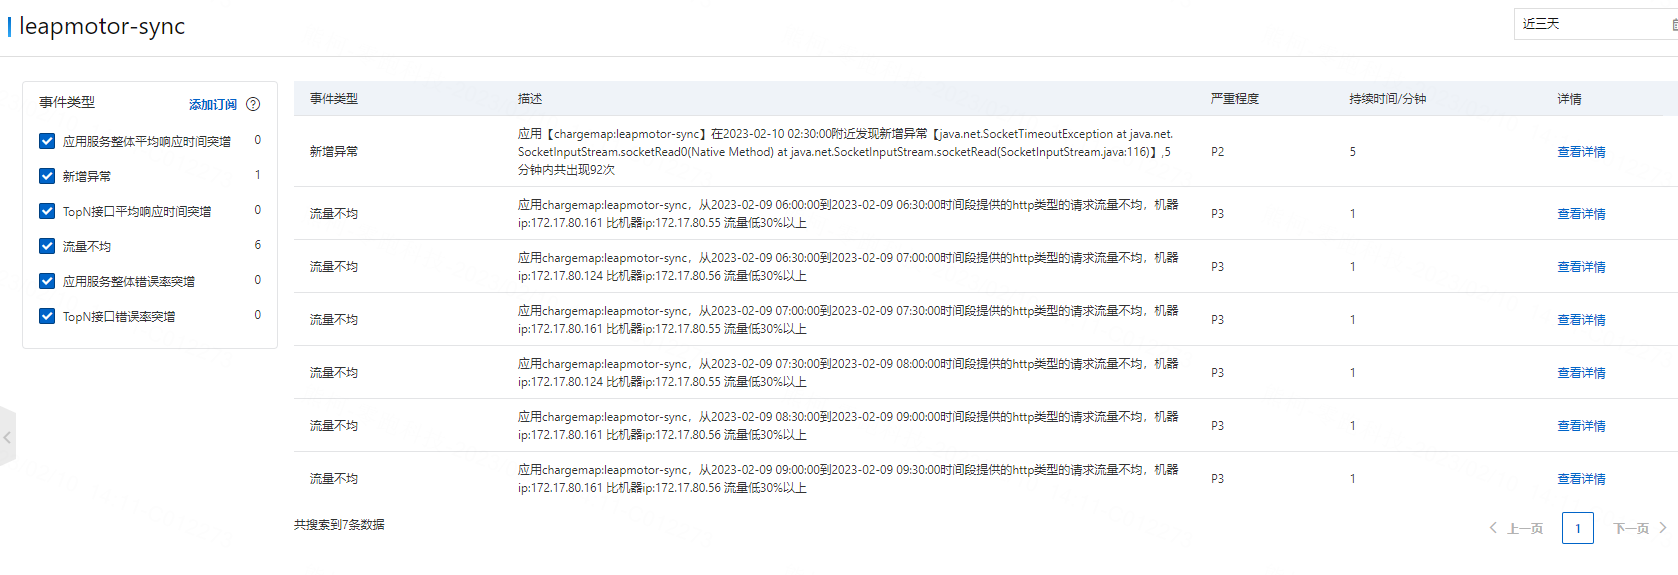 leapmotor-sync
近三天
事件类型
添加订阅
?
应用服务整体平均响应时间突增 0
新增异常 1
TopN接口平均响应时间突增 0
流量不均 6
应用服务整体错误率突增 0
TopN接口错误率突增 0
事件类型 描述 严重程度 持续时间/分钟 详情
新增异常
应用【chargemap:leapmotor-sync】在2023-02-10 02:30:00附近发现新增异常【java.net.SocketTimeoutException at java.net.
SocketInputStream.socketRead0(Native Method) at java.net.SocketInputStream.socketRead(SocketInputStream.java:116)】,5
分钟内共出现92次
P2 5 查看详情
流量不均
应用chargemap:leapmotor-sync，从2023-02-09 06:00:00到2023-02-09 06:30:00时间段提供的http类型的请求流量不均，机器
ip:172.17.80.161 比机器ip:172.17.80.55 流量低30%以上
P3 1 查看详情
流量不均
应用chargemap:leapmotor-sync，从2023-02-09 06:30:00到2023-02-09 07:00:00时间段提供的http类型的请求流量不均，机器
ip:172.17.80.124 比机器ip:172.17.80.56 流量低30%以上
P3 1 查看详情
流量不均
应用chargemap:leapmotor-sync，从2023-02-09 07:00:00到2023-02-09 07:30:00时间段提供的http类型的请求流量不均，机器
ip:172.17.80.161 比机器ip:172.17.80.55 流量低30%以上
P3 1 查看详情
流量不均
应用chargemap:leapmotor-sync，从2023-02-09 07:30:00到2023-02-09 08:00:00时间段提供的http类型的请求流量不均，机器
ip:172.17.80.124 比机器ip:172.17.80.55 流量低30%以上
P3 1 查看详情
流量不均
应用chargemap:leapmotor-sync，从2023-02-09 08:30:00到2023-02-09 09:00:00时间段提供的http类型的请求流量不均，机器
ip:172.17.80.161 比机器ip:172.17.80.56 流量低30%以上
P3 1 查看详情
流量不均
应用chargemap:leapmotor-sync，从2023-02-09 09:00:00到2023-02-09 09:30:00时间段提供的http类型的请求流量不均，机器
ip:172.17.80.161 比机器ip:172.17.80.56 流量低30%以上
P3 1 查看详情
共搜索到7条数据
上一页 1 下一页